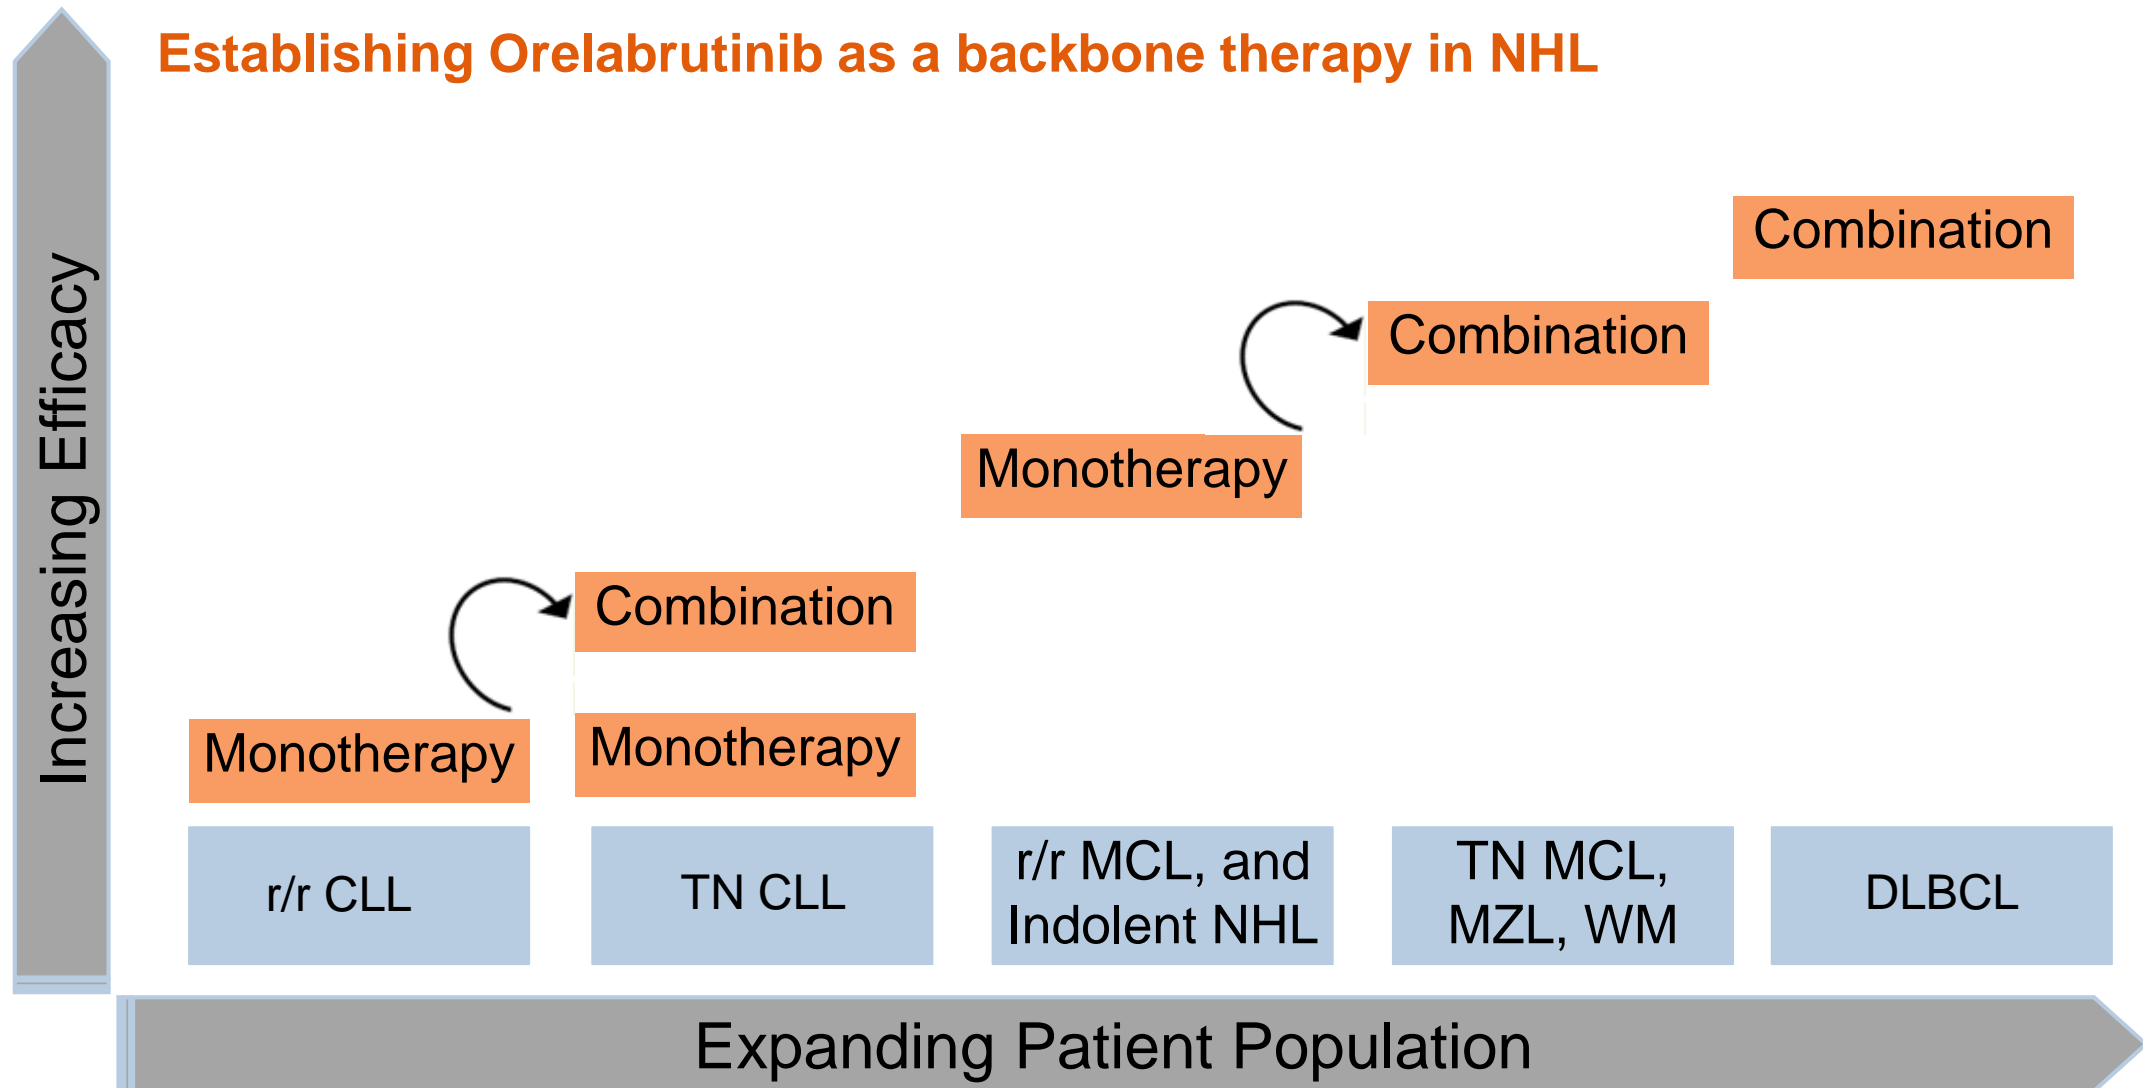 Establishing Orelabrutinib as a backbone therapy in NHL
Increasing Efficacy
Combination
Combination
Monotherapy
Combination
Monotherapy
Monotherapy
r/r CLL
TN CLL
r/r MCL, and
Indolent NHL
TN MCL,
MZL, WM
DLBCL
Expanding Patient Population